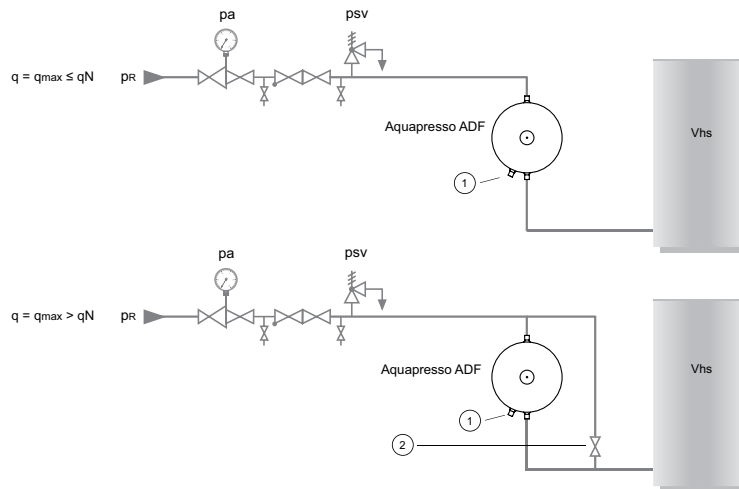 pa psv
q = qmax ≤ qN pR
Aquapresso ADF
Vhs
1
pa psv
q = qmax > qN pR
Aquapresso ADF
Vhs
1
2